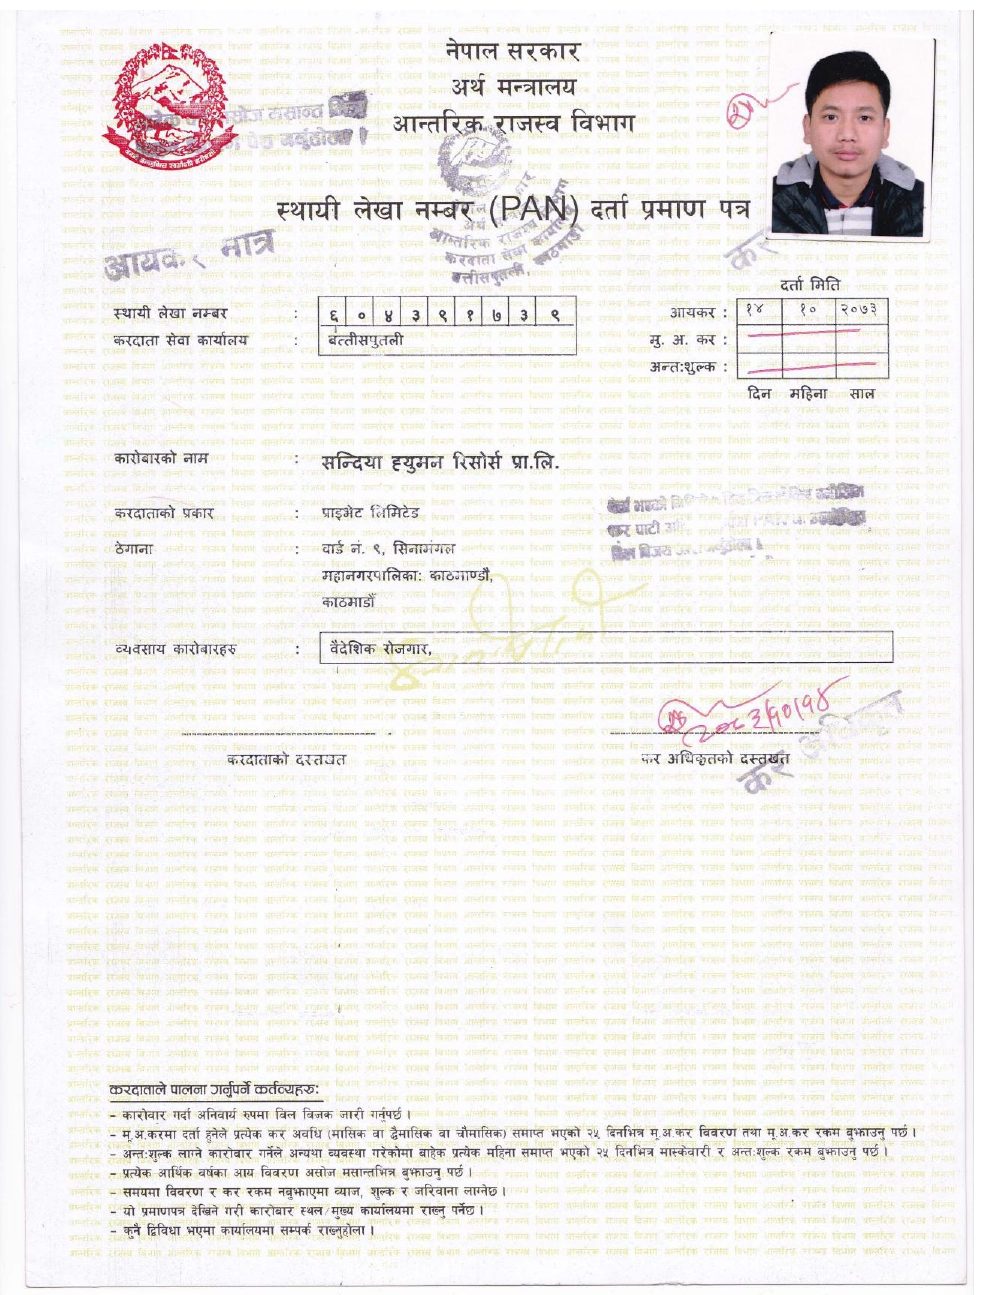 नेपाल सरकार
अर्थ मन्त्रालय
आन्तरिक राजस्व विभाग
स्थायी लेखा नम्बर (PAN) दर्ता प्रमाण पत्र
आयकर मात्र
दर्ता मिति
स्थायी लेखा नम्बर : ६ ० ४ ३ ९ १ ७ ३ ९
आयकर : १४ १० २०७३
करदाता सेवा कार्यालय : बत्तीसपुतली
मु. अ. कर :
अन्तःशुल्क :
दिन महिना साल
कारोबारको नाम : सन्दिया ह्युमन रिसोर्स प्रा.लि.
करदाताको प्रकार : प्राइभेट लिमिटेड
ठेगाना : वार्ड नं. ९, सिनामंगल
महानगरपालिका: काठमाण्डौ,
काठमाडौं
व्यवसाय कारोबारहरु : वैदेशिक रोजगार,
२०७३/१०/१४
करदाताको दस्तखत
कर अधिकृतको दस्तखत
कर अधिकृत
करदाताले पालना गर्नुपर्ने कर्तव्यहरु:
- कारोवार गर्दा अनिवार्य रुपमा विल विजक जारी गर्नुपर्छ ।
- मू.अ.करमा दर्ता हुनेले प्रत्येक कर अवधि (मासिक वा द्वैमासिक वा चौमासिक) समाप्त भएको २५ दिनभित्र मू.अ.कर विवरण तथा मू.अ.कर रकम बुझाउनु पर्छ ।
- अन्तःशुल्क लाग्ने कारोवार गर्नेले अन्यथा व्यवस्था गरेकोमा बाहेक प्रत्येक महिना समाप्त भएको २५ दिनभित्र मास्केवारी र अन्तःशुल्क रकम बुझाउनु पर्छ ।
- प्रत्येक आर्थिक वर्षका आय विवरण असोज मसान्तभित्र बुझाउनु पर्छ ।
- समयमा विवरण र कर रकम नबुझाएमा व्याज, शुल्क र जरिवाना लाग्नेछ ।
- यो प्रमाणपत्र देखिने गरी कारोबार स्थल/मुख्य कार्यालयमा राख्नु पर्नेछ ।
- कुनै द्विविधा भएमा कार्यालयमा सम्पर्क राख्नुहोला ।